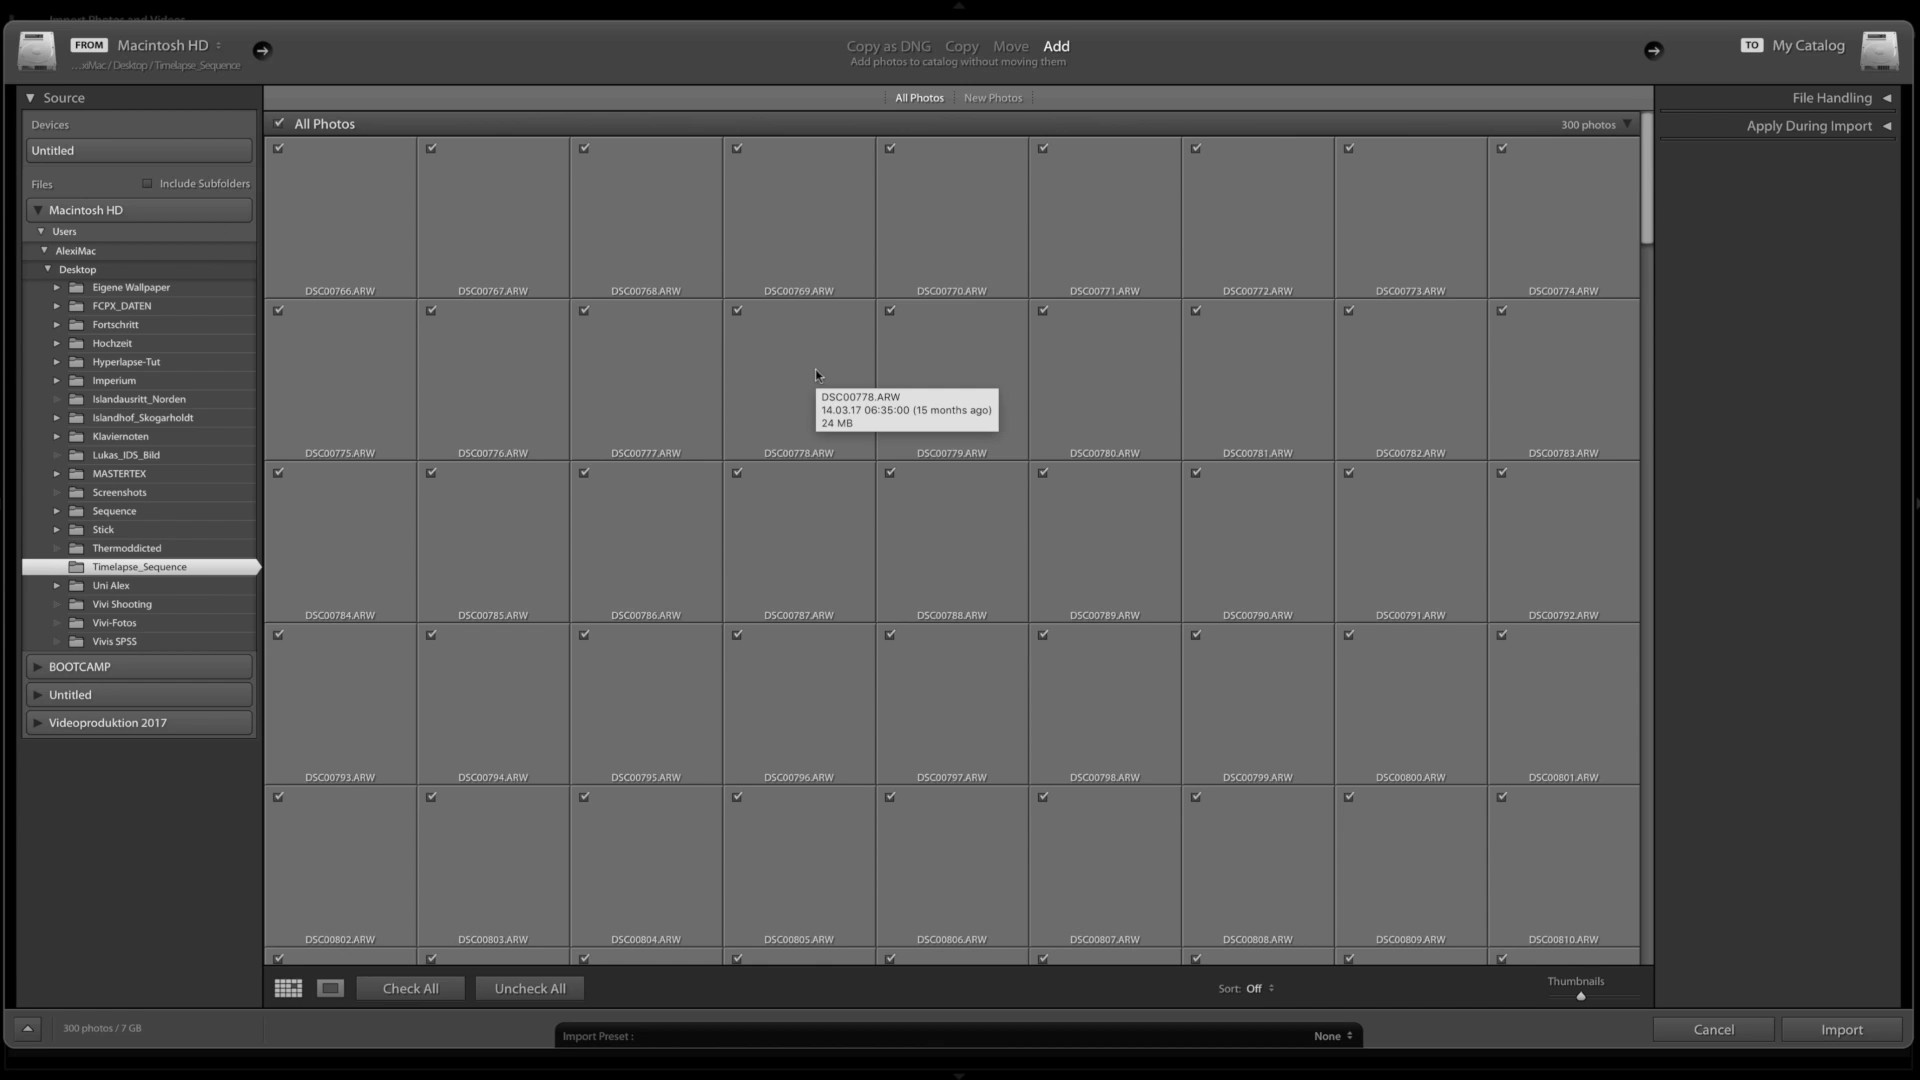 Import Photos and Videos
FROM Macintosh HD
...xiMac / Desktop / Timelapse_Sequence
Copy as DNG Copy Move Add
Add photos to catalog without moving them
TO My Catalog
Source
Devices
Untitled
Files Include Subfolders
Macintosh HD
Users
AlexiMac
Desktop
Eigene Wallpaper
FCPX_DATEN
Fortschritt
Hochzeit
Hyperlapse-Tut
Imperium
Islandausritt_Norden
Islandhof_Skogarholdt
Klaviernoten
Lukas_IDS_Bild
MASTERTEX
Screenshots
Sequence
Stick
Thermoddicted
Timelapse_Sequence
Uni Alex
Vivi Shooting
Vivi-Fotos
Vivis SPSS
BOOTCAMP
Untitled
Videoproduktion 2017
All Photos New Photos
All Photos 300 photos
DSC00766.ARW DSC00767.ARW DSC00768.ARW DSC00769.ARW DSC00770.ARW DSC00771.ARW DSC00772.ARW DSC00773.ARW DSC00774.ARW
DSC00778.ARW
14.03.17 06:35:00 (15 months ago)
24 MB
DSC00775.ARW DSC00776.ARW DSC00777.ARW DSC00778.ARW DSC00779.ARW DSC00780.ARW DSC00781.ARW DSC00782.ARW DSC00783.ARW
DSC00784.ARW DSC00785.ARW DSC00786.ARW DSC00787.ARW DSC00788.ARW DSC00789.ARW DSC00790.ARW DSC00791.ARW DSC00792.ARW
DSC00793.ARW DSC00794.ARW DSC00795.ARW DSC00796.ARW DSC00797.ARW DSC00798.ARW DSC00799.ARW DSC00800.ARW DSC00801.ARW
DSC00802.ARW DSC00803.ARW DSC00804.ARW DSC00805.ARW DSC00806.ARW DSC00807.ARW DSC00808.ARW DSC00809.ARW DSC00810.ARW
File Handling
Apply During Import
Check All Uncheck All Sort: Off Thumbnails
300 photos / 7 GB
Import Preset : None
Cancel Import